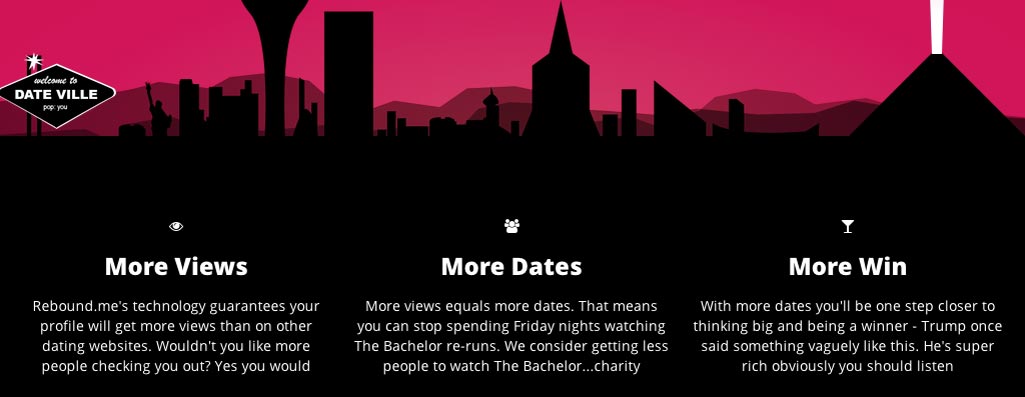 welcome to
DATE VILLE
pop: you
More Views
Rebound.me's technology guarantees your
profile will get more views than on other
dating websites. Wouldn't you like more
people checking you out? Yes you would
More Dates
More views equals more dates. That means
you can stop spending Friday nights watching
The Bachelor re-runs. We consider getting less
people to watch The Bachelor...charity
More Win
With more dates you'll be one step closer to
thinking big and being a winner - Trump once
said something vaguely like this. He's super
rich obviously you should listen